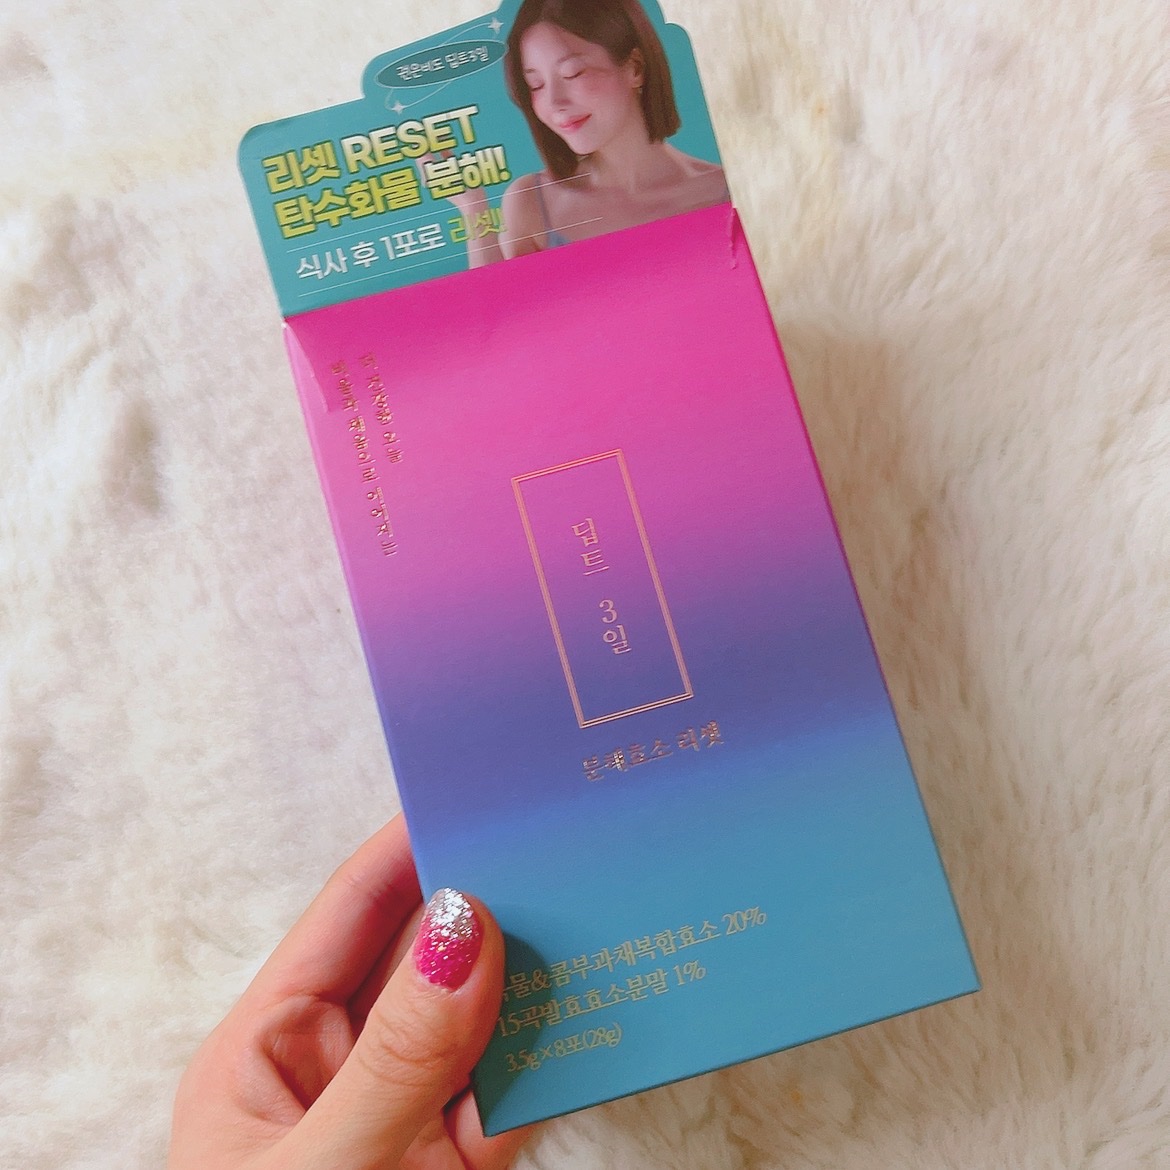 검은비도 딥트3일
리셋 RESET
탄수화물 분해!
식사 후 1포로 리셋!
딥트
3일
분해효소 리셋
물&콤부과채복합효소 20%
15곡발효효소분말 1%
3.5g×8포(28g)